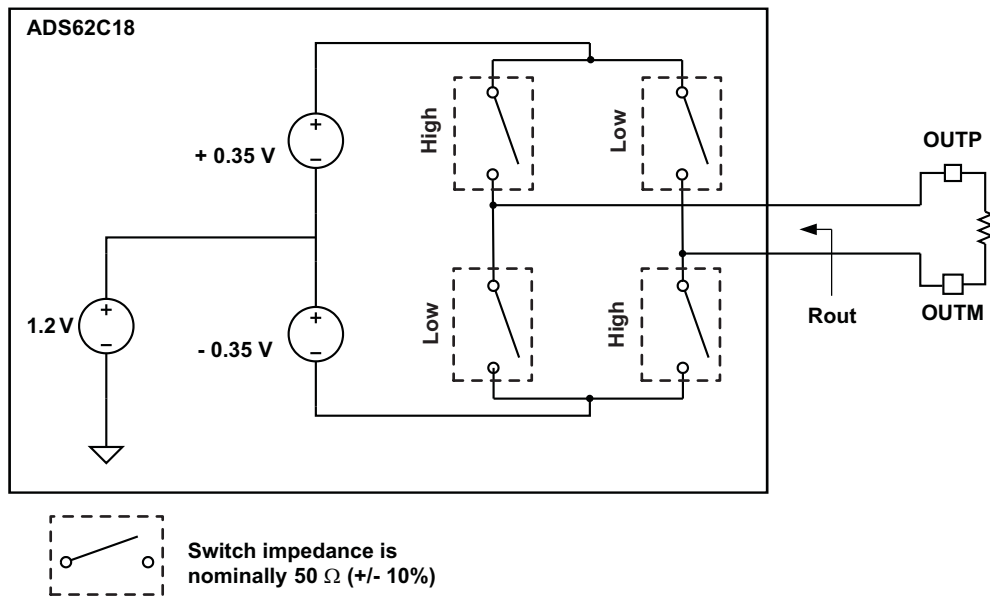 ADS62C18
+
−
+ 0.35 V
High
Low
OUTP
+
−
1.2 V
+
−
- 0.35 V
Low
High
Rout
OUTM
Switch impedance is
nominally 50 Ω (+/- 10%)